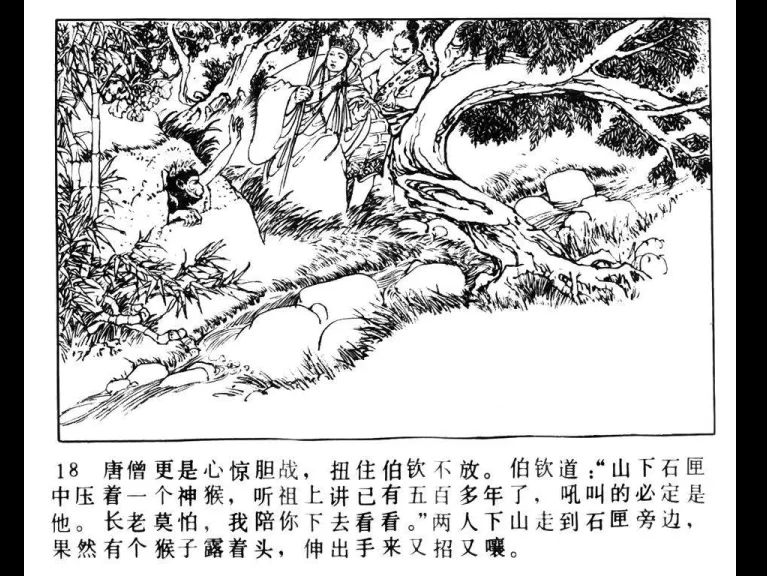 18 唐僧更是心惊胆战，扭住伯钦不放。伯钦道：“山下石匣
中压着一个神猴，听祖上讲已有五百多年了，吼叫的必定是
他。长老莫怕，我陪你下去看看。”两人下山走到石匣旁边，
果然有个猴子露着头，伸出手来又招又嚷。